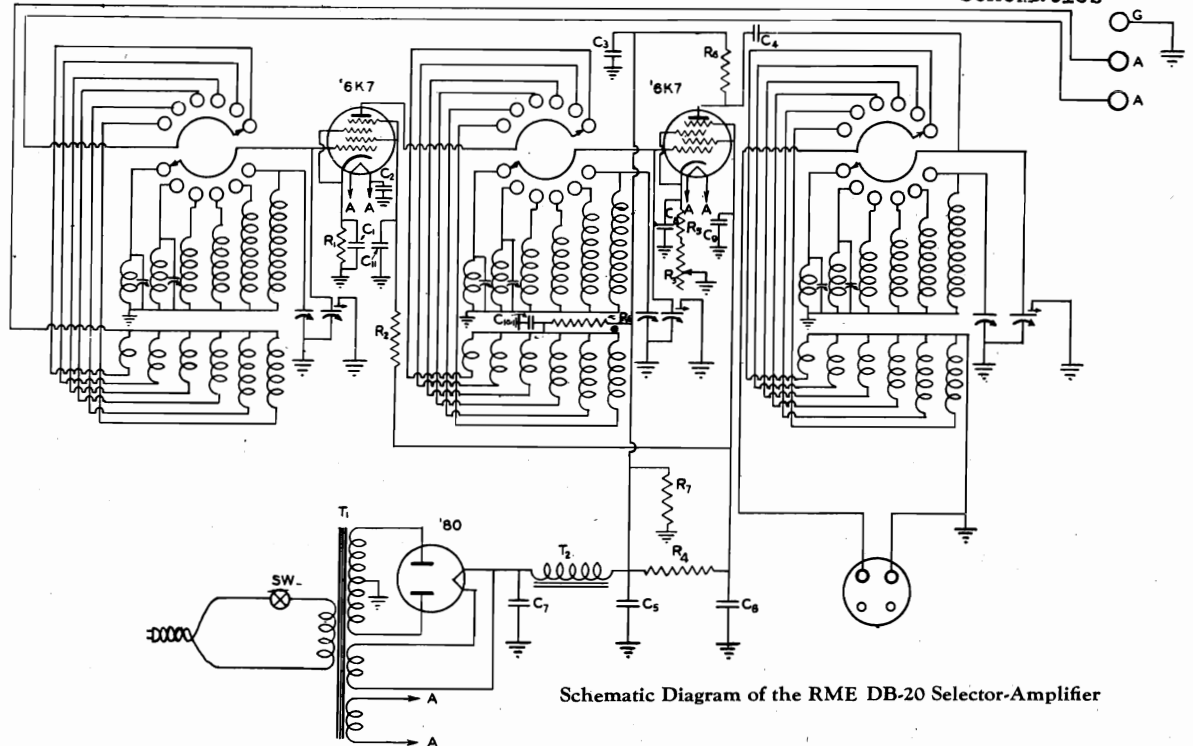 G
A
A
C3
R6
C4
'6K7
'6K7
C2
A A
R1
C1
C11
A A
R5
C9
R3
C10
R2
R7
T1
'80
T2
R4
SW-
C7
C5
C8
A
A
Schematic Diagram of the RME DB-20 Selector-Amplifier